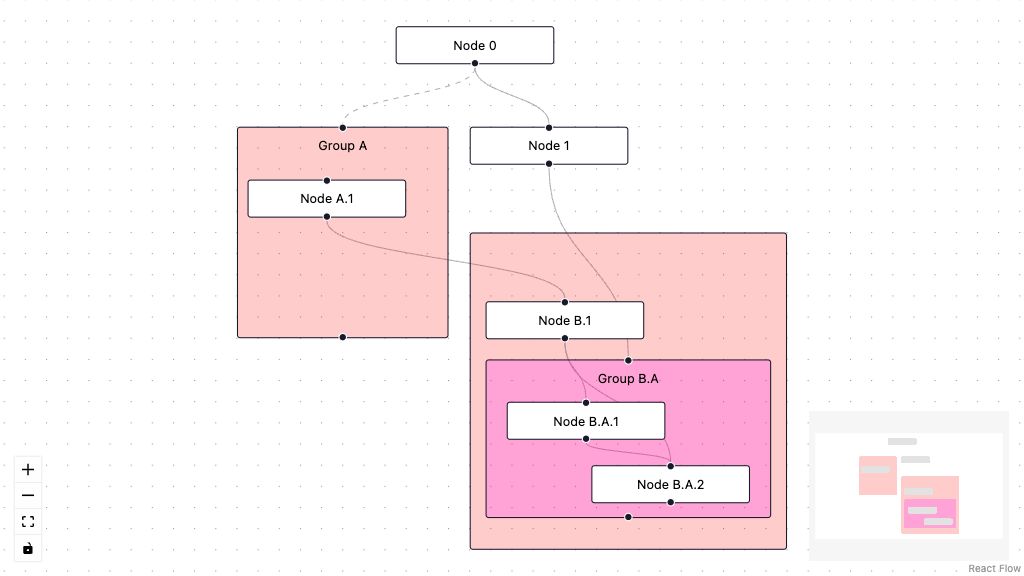 Node 0
Group A
Node 1
Node A.1
Node B.1
Group B.A
Node B.A.1
Node B.A.2
React Flow